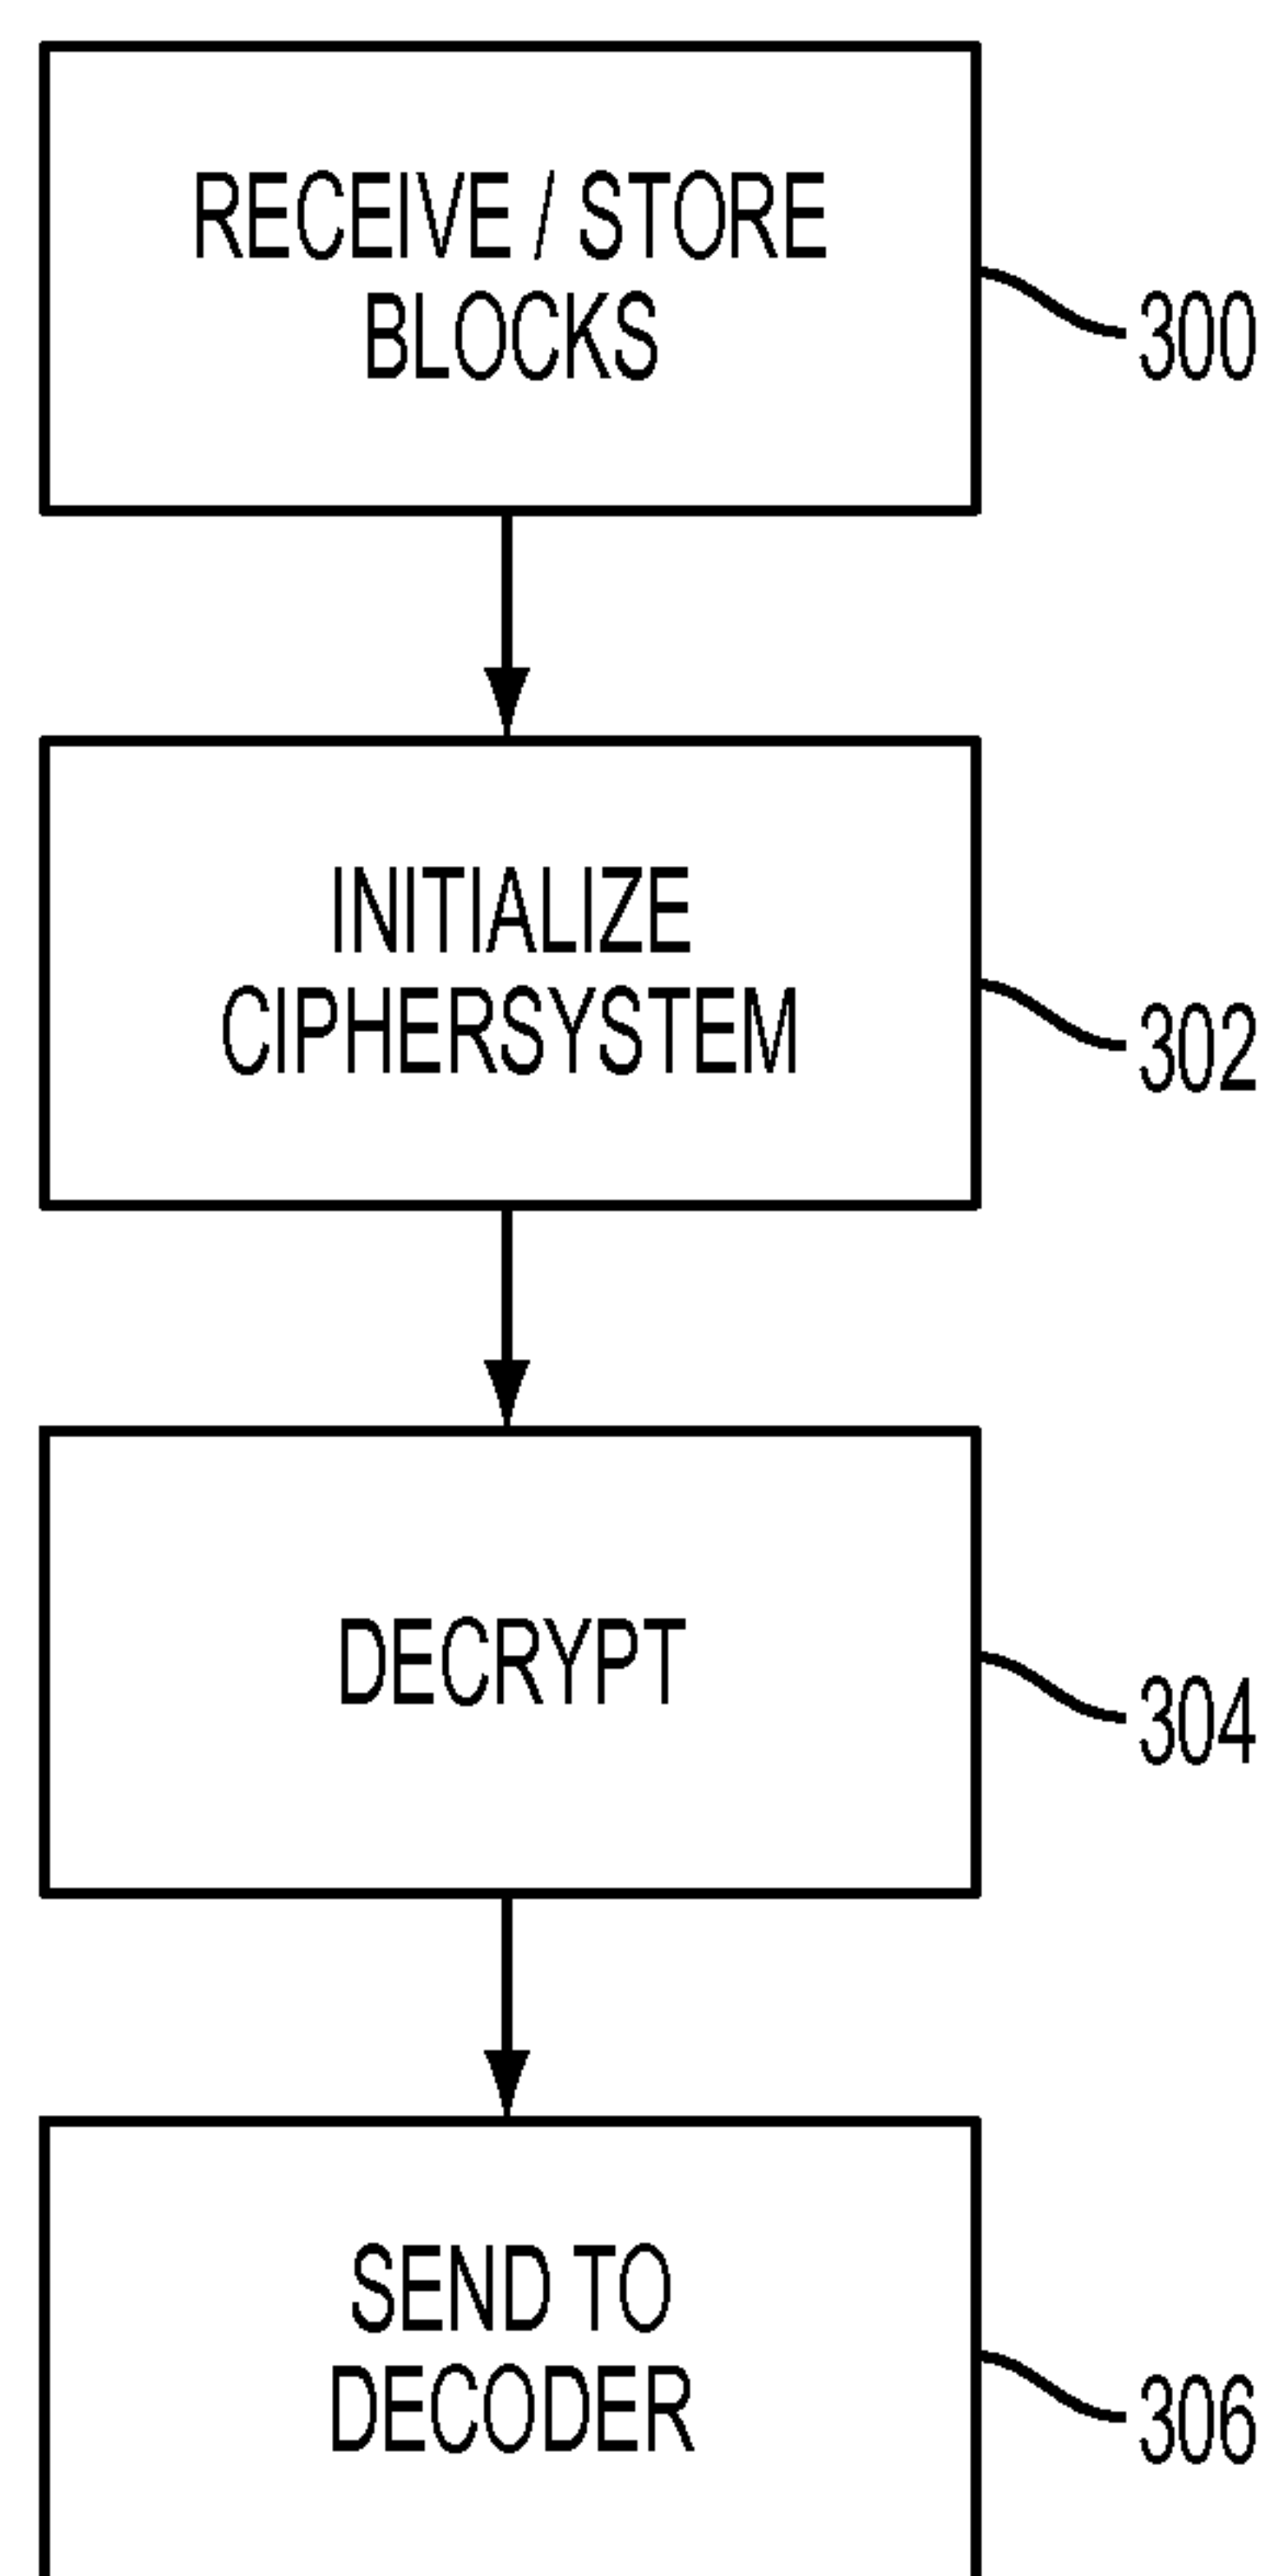 RECEIVE / STORE
BLOCKS
300
INITIALIZE
CIPHERSYSTEM
302
DECRYPT
304
SEND TO
DECODER
306